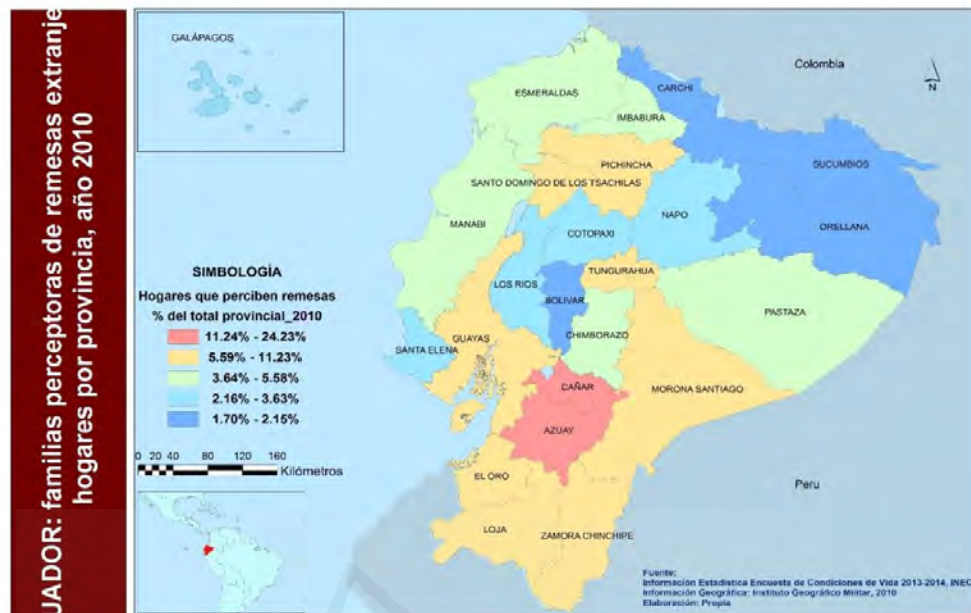 UADOR: familias perceptoras de remesas extranje
hogares por provincia, año 2010
GALÁPAGOS
Colombia
N
CARCHI
ESMERALDAS
IMBABURA
SUCUMBIOS
PICHINCHA
SANTO DOMINGO DE LOS TSACHILAS
NAPO
ORELLANA
MANABI
COTOPAXI
TUNGURAHUA
LOS RIOS
BOLIVAR
PASTAZA
CHIMBORAZO
GUAYAS
SANTA ELENA
CAÑAR
MORONA SANTIAGO
AZUAY
EL ORO
Peru
LOJA
ZAMORA CHINCHIPE
SIMBOLOGÍA
Hogares que perciben remesas
% del total provincial_2010
11.24% - 24.23%
5.59% - 11.23%
3.64% - 5.58%
2.16% - 3.63%
1.70% - 2.15%
0 20 40 80 120 160
Kilómetros
Fuente:
Información Estadística Encuesta de Condiciones de Vida 2013-2014, INEC
Información Geográfica: Instituto Geográfico Militar, 2010
Elaboración: Propia